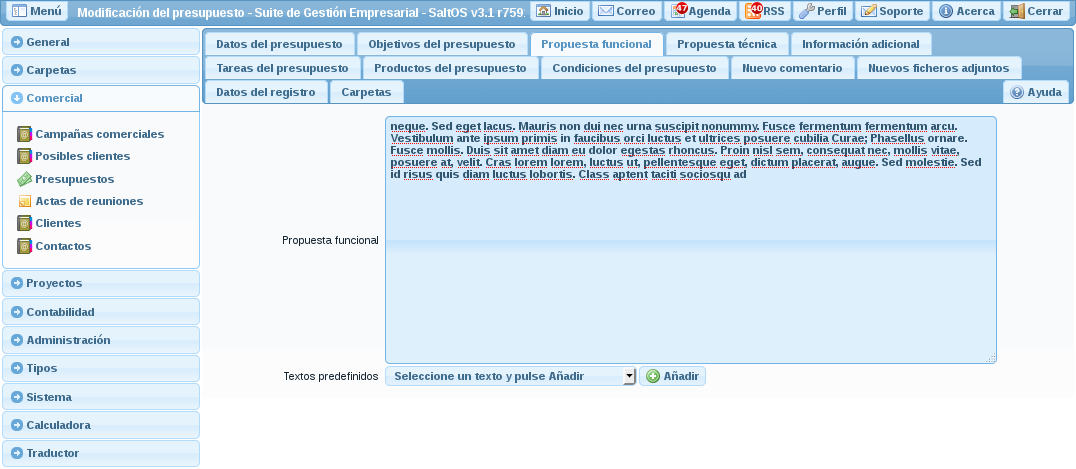 Menú
Modificación del presupuesto - Suite de Gestión Empresarial - SaltOS v3.1 r759.
Inicio
Correo
47
Agenda
40
RSS
Perfil
Soporte
Acerca
Cerrar
General
Carpetas
Comercial
Campañas comerciales
Posibles clientes
Presupuestos
Actas de reuniones
Clientes
Contactos
Proyectos
Contabilidad
Administración
Tipos
Sistema
Calculadora
Traductor
Datos del presupuesto
Objetivos del presupuesto
Propuesta funcional
Propuesta técnica
Información adicional
Tareas del presupuesto
Productos del presupuesto
Condiciones del presupuesto
Nuevo comentario
Nuevos ficheros adjuntos
Datos del registro
Carpetas
Ayuda
Propuesta funcional
neque. Sed eget lacus. Mauris non dui nec urna suscipit nonummy. Fusce fermentum fermentum arcu.
Vestibulum ante ipsum primis in faucibus orci luctus et ultrices posuere cubilia Curae; Phasellus ornare.
Fusce mollis. Duis sit amet diam eu dolor egestas rhoncus. Proin nisl sem, consequat nec, mollis vitae,
posuere at, velit. Cras lorem lorem, luctus ut, pellentesque eget, dictum placerat, augue. Sed molestie. Sed
id risus quis diam luctus lobortis. Class aptent taciti sociosqu ad
Textos predefinidos
Seleccione un texto y pulse Añadir
Añadir